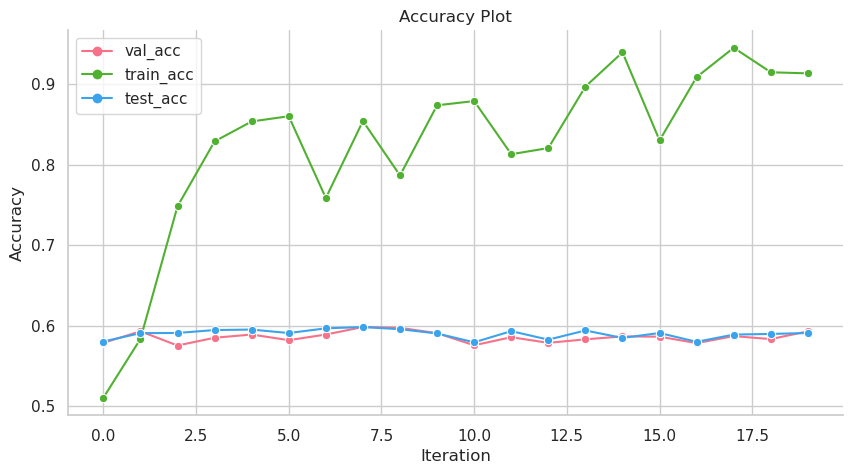 Accuracy Plot
val_acc
train_acc
test_acc
Accuracy
0.9
0.8
0.7
0.6
0.5
0.0 2.5 5.0 7.5 10.0 12.5 15.0 17.5
Iteration